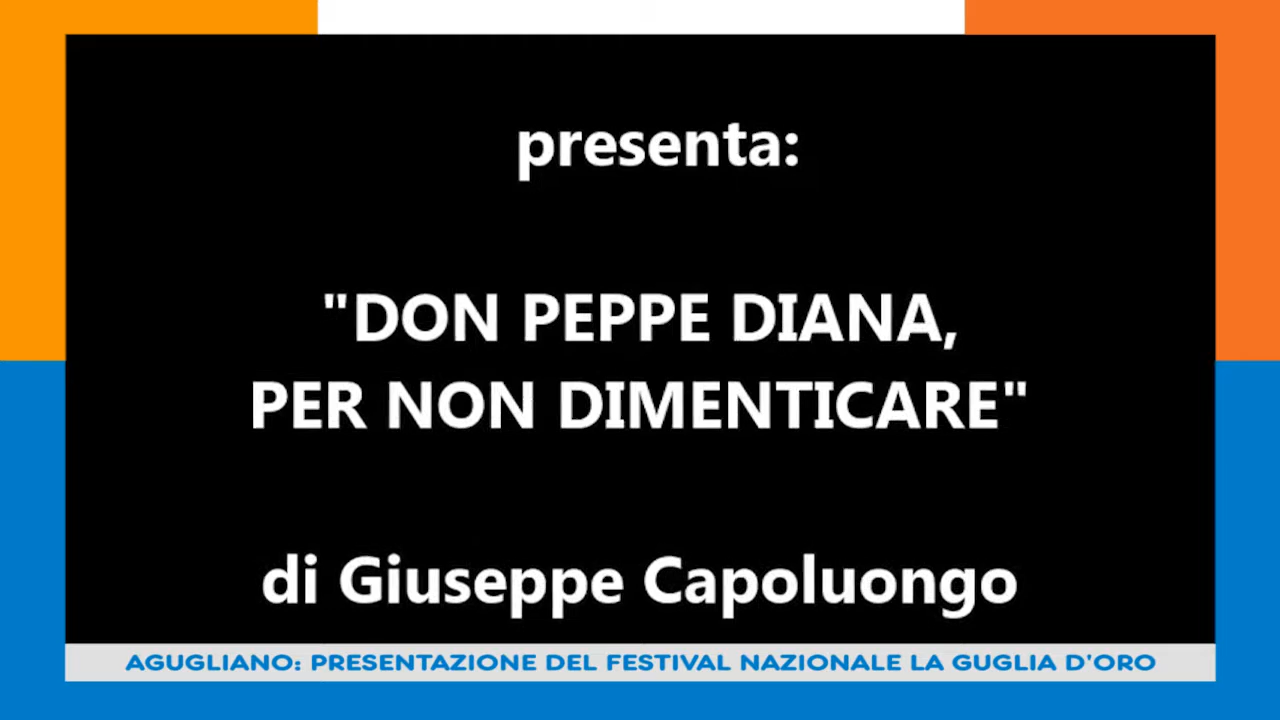 presenta:
"DON PEPPE DIANA,
PER NON DIMENTICARE"
di Giuseppe Capoluongo
AGUGLIANO: PRESENTAZIONE DEL FESTIVAL NAZIONALE LA GUGLIA D'ORO